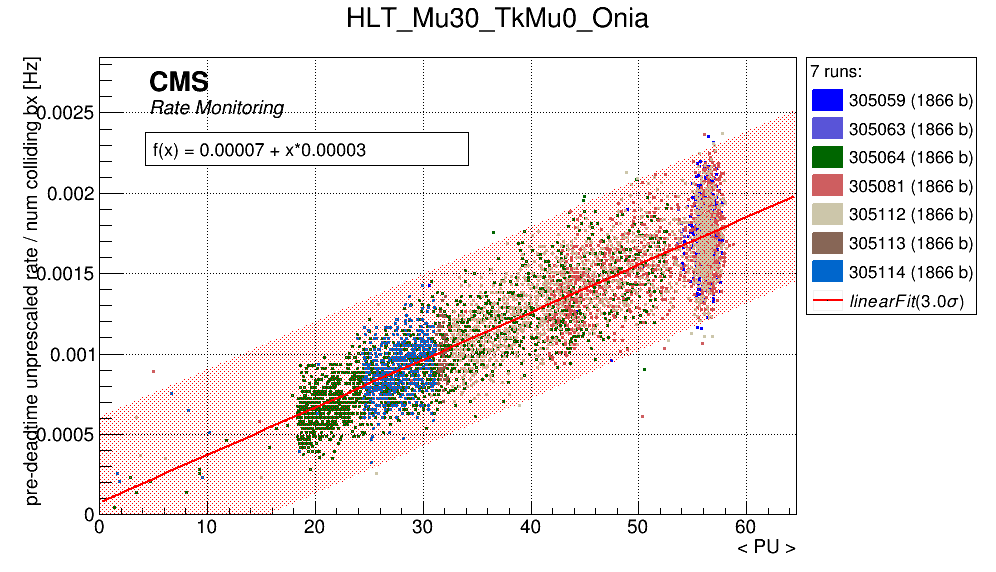 HLT_Mu30_TkMu0_Onia
pre-deadtime unprescaled rate / num colliding bx [Hz]
CMS
Rate Monitoring
f(x) = 0.00007 + x*0.00003
0.0025
0.002
0.0015
0.001
0.0005
0
0 10 20 30 40 50 60
< PU >
7 runs:
305059 (1866 b)
305063 (1866 b)
305064 (1866 b)
305081 (1866 b)
305112 (1866 b)
305113 (1866 b)
305114 (1866 b)
linearFit(3.0σ)